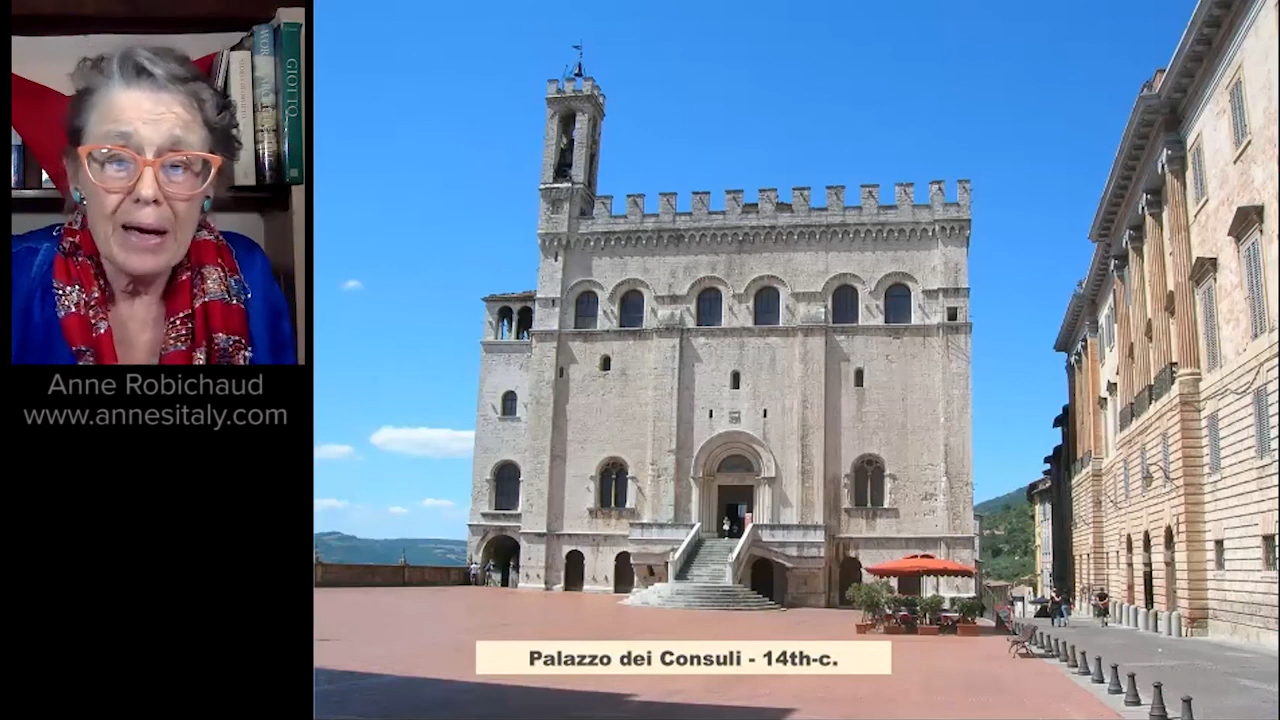 GIOTTO
Anne Robichaud
www.annesitaly.com
Palazzo dei Consuli - 14th-c.